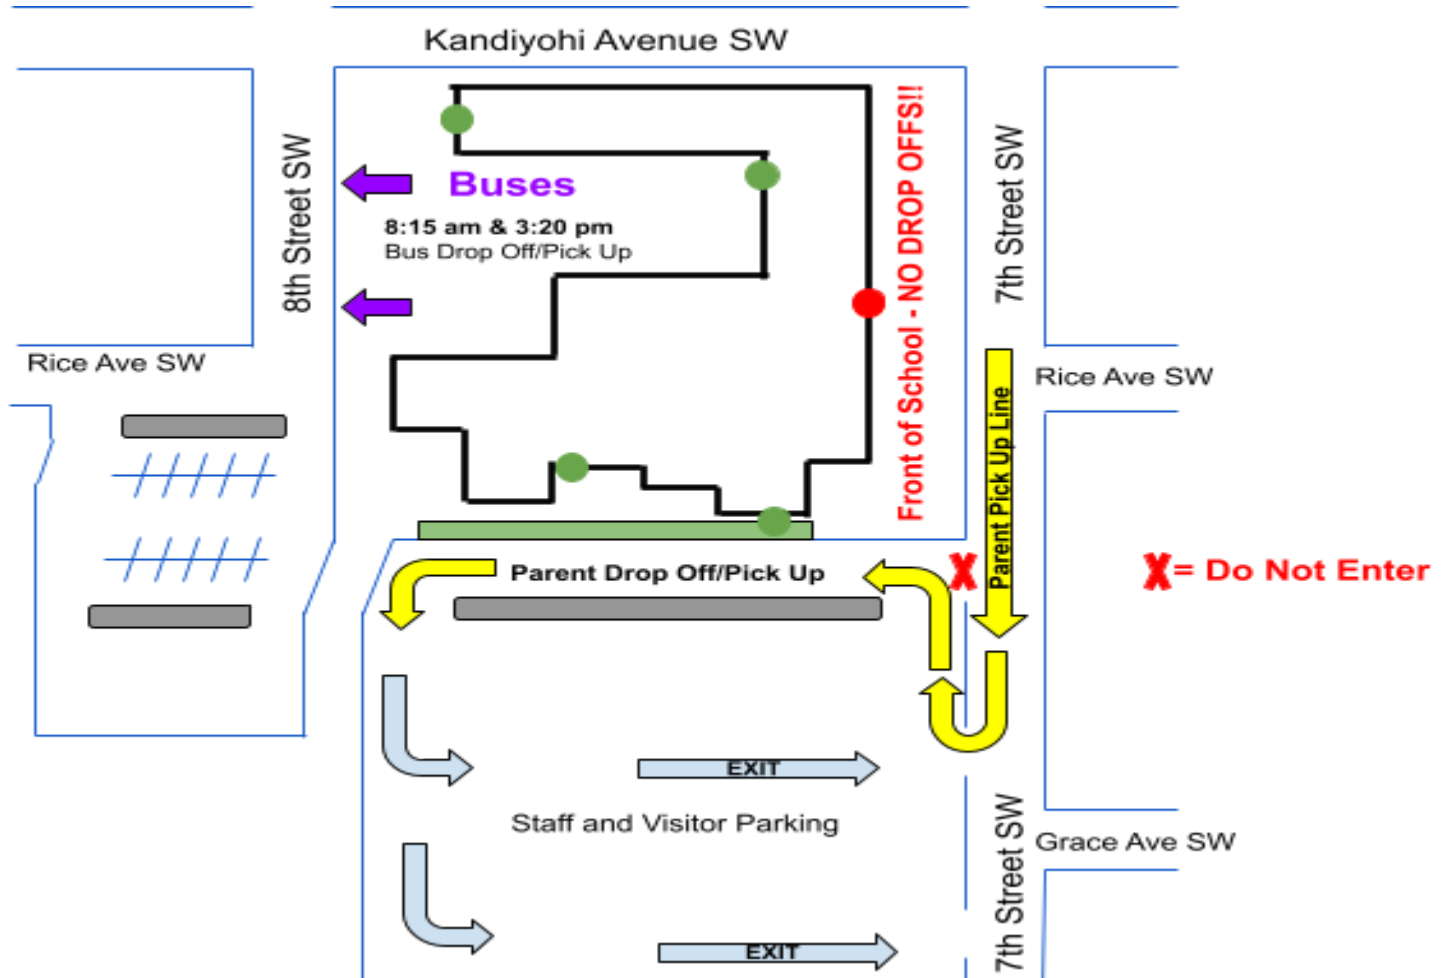 Kandiyohi Avenue SW
8th Street SW
Buses
8:15 am & 3:20 pm
Bus Drop Off/Pick Up
Front of School - NO DROP OFFS!!
7th Street SW
Rice Ave SW
Rice Ave SW
Parent Pick Up Line
Parent Drop Off/Pick Up
X
X= Do Not Enter
EXIT
Staff and Visitor Parking
7th Street SW
Grace Ave SW
EXIT